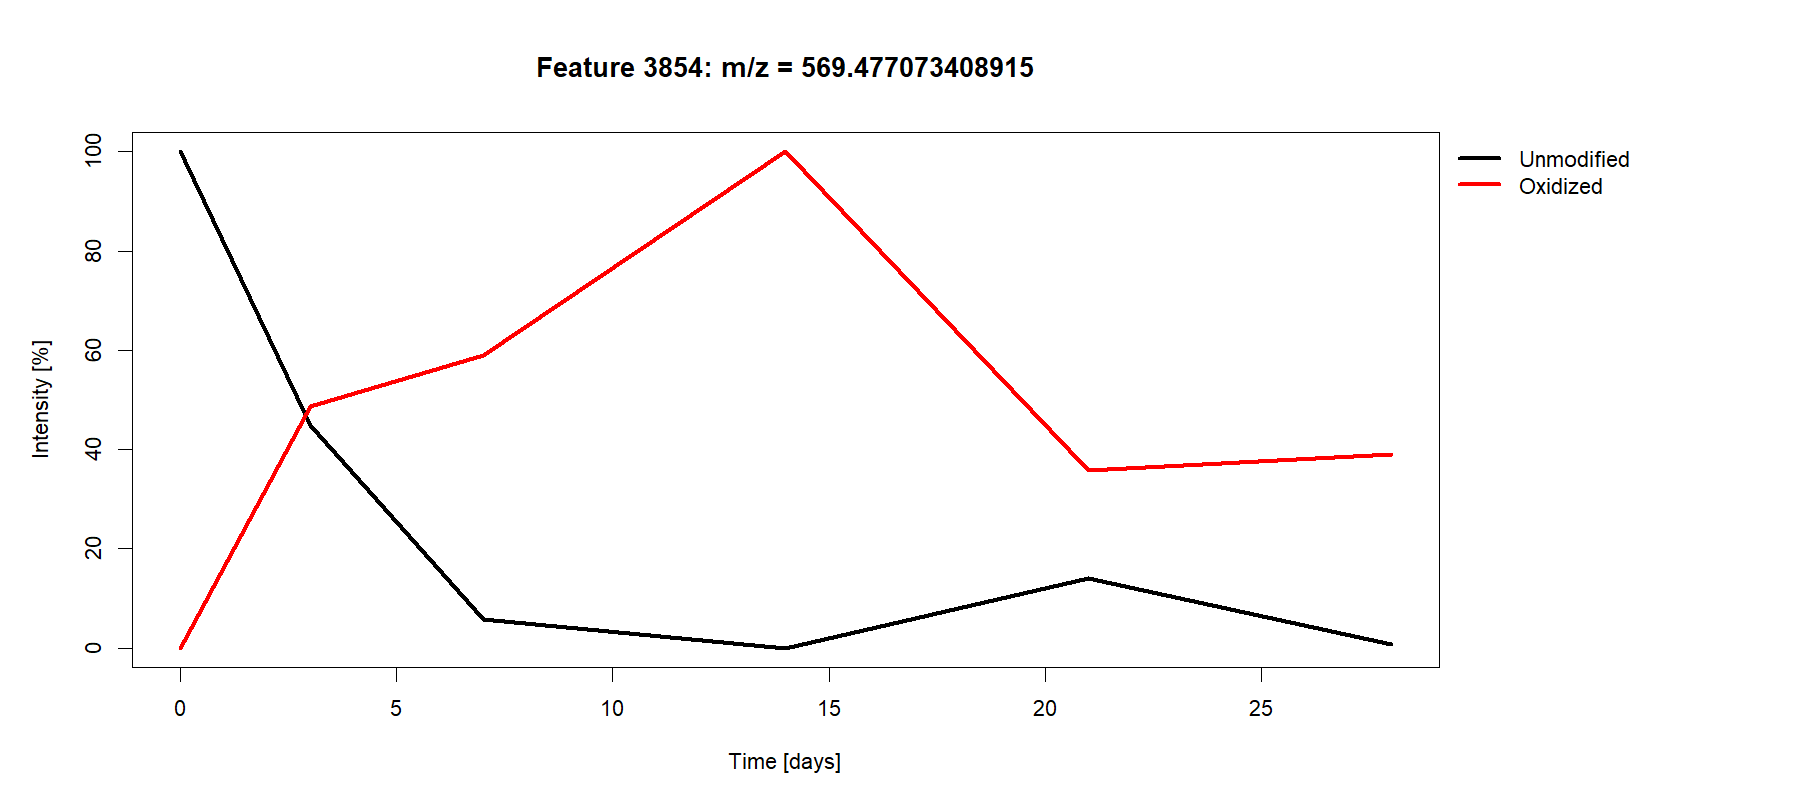 Feature 3854: m/z = 569.477073408915
Unmodified
Oxidized
Intensity [%]
100
80
60
40
20
0
0 5 10 15 20 25
Time [days]